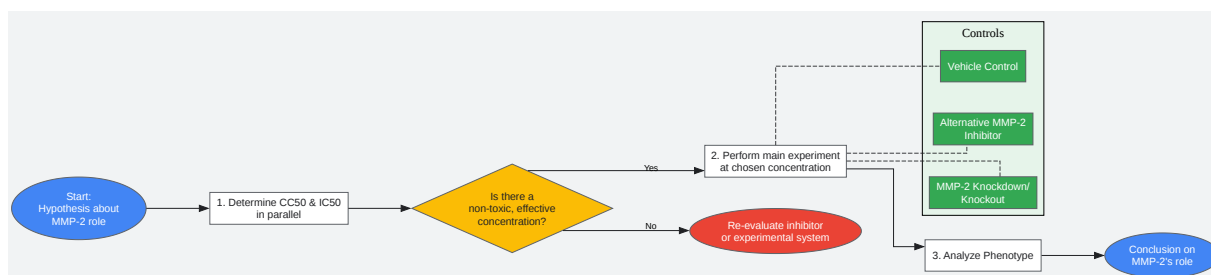 Start:
Hypothesis about
MMP-2 role
1. Determine CC50 & IC50
in parallel
Is there a
non-toxic, effective
concentration?
Yes
No
2. Perform main experiment
at chosen concentration
Re-evaluate inhibitor
or experimental system
Controls
Vehicle Control
Alternative MMP-2
Inhibitor
MMP-2 Knockdown/
Knockout
3. Analyze Phenotype
Conclusion on
MMP-2's role